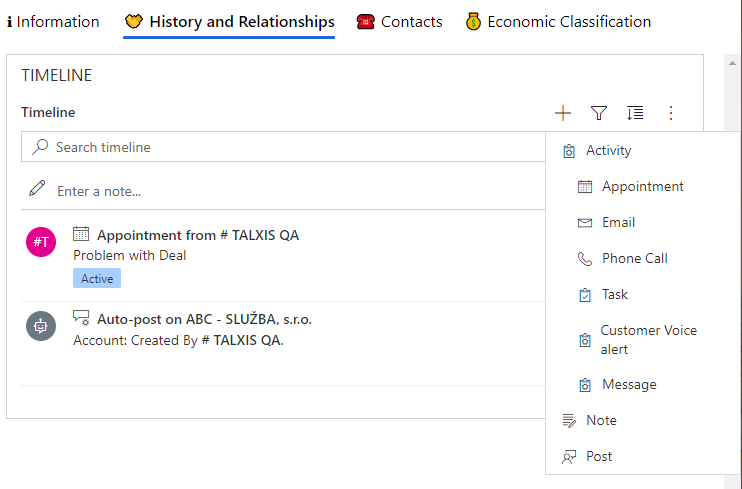 Information History and Relationships Contacts Economic Classification
TIMELINE
Timeline
Search timeline
Enter a note...
#T
Appointment from # TALXIS QA
Problem with Deal
Active
Auto-post on ABC - SLUŽBA, s.r.o.
Account: Created By # TALXIS QA.
Activity
Appointment
Email
Phone Call
Task
Customer Voice
alert
Message
Note
Post